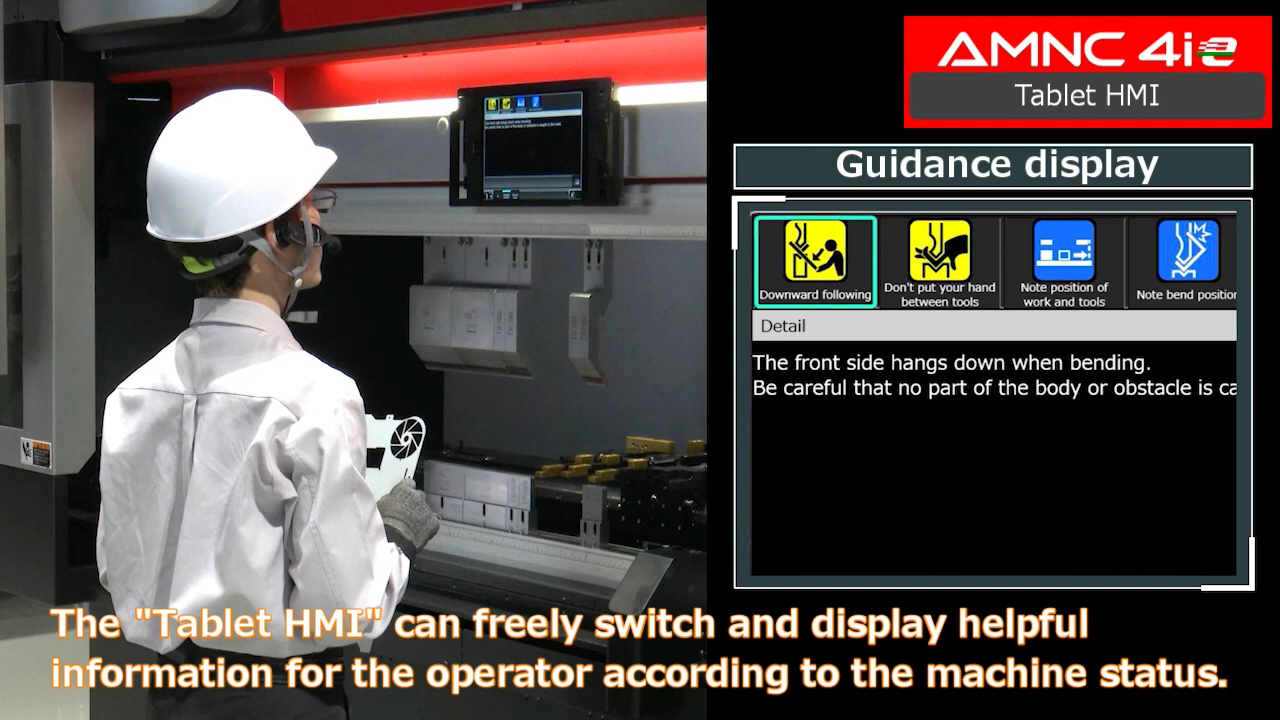 AMNC 4ie
Tablet HMI
Guidance display
Downward following
Don't put your hand
between tools
Note position of
work and tools
Note bend position
Detail
The front side hangs down when bending.
Be careful that no part of the body or obstacle is ca
The "Tablet HMI" can freely switch and display helpful
information for the operator according to the machine status.